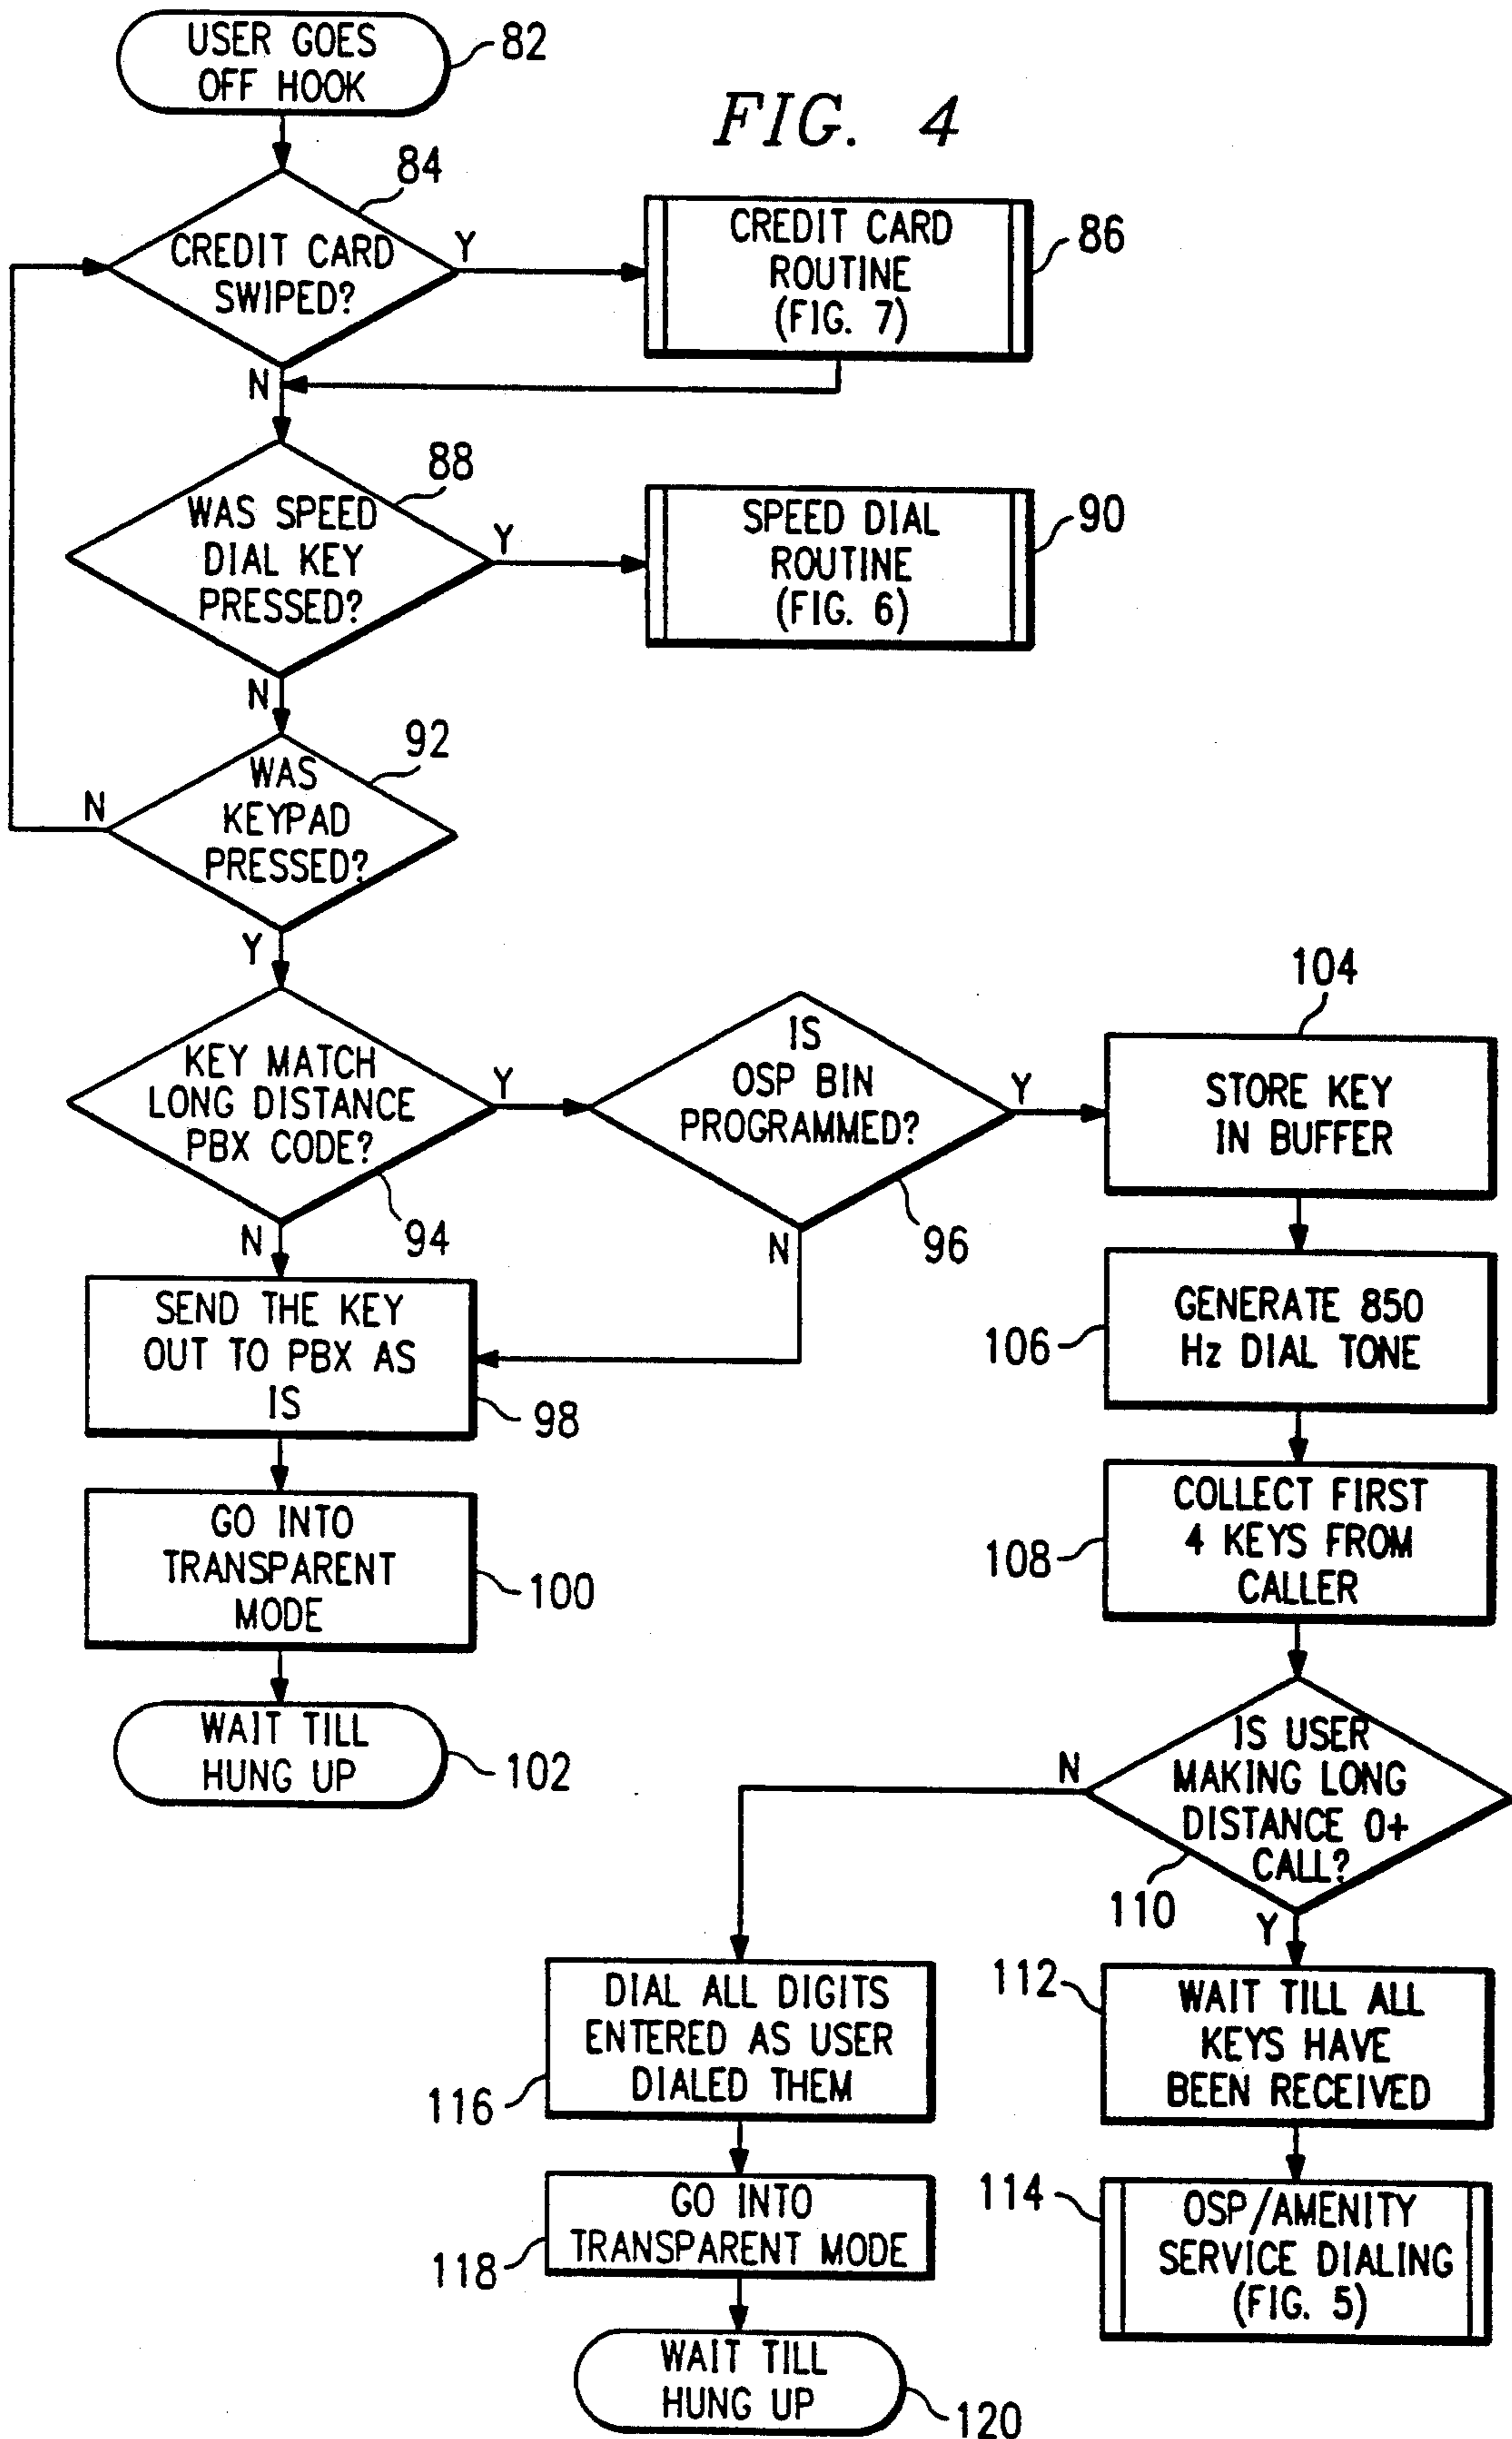 USER GOES
OFF HOOK
82
FIG. 4
84
CREDIT CARD
SWIPED?
Y
N
CREDIT CARD
ROUTINE
(FIG. 7)
86
88
WAS SPEED
DIAL KEY
PRESSED?
Y
N
SPEED DIAL
ROUTINE
(FIG. 6)
90
92
WAS
KEYPAD
PRESSED?
N
Y
KEY MATCH
LONG DISTANCE
PBX CODE?
Y
N
94
IS
OSP BIN
PROGRAMMED?
Y
N
96
104
STORE KEY
IN BUFFER
SEND THE KEY
OUT TO PBX AS
IS
98
GENERATE 850
Hz DIAL TONE
106
GO INTO
TRANSPARENT
MODE
100
COLLECT FIRST
4 KEYS FROM
CALLER
108
WAIT TILL
HUNG UP
102
IS USER
MAKING LONG
DISTANCE 0+
CALL?
N
Y
110
DIAL ALL DIGITS
ENTERED AS USER
DIALED THEM
116
112
WAIT TILL ALL
KEYS HAVE
BEEN RECEIVED
GO INTO
TRANSPARENT MODE
118
114
OSP/AMENITY
SERVICE DIALING
(FIG. 5)
WAIT TILL
HUNG UP
120